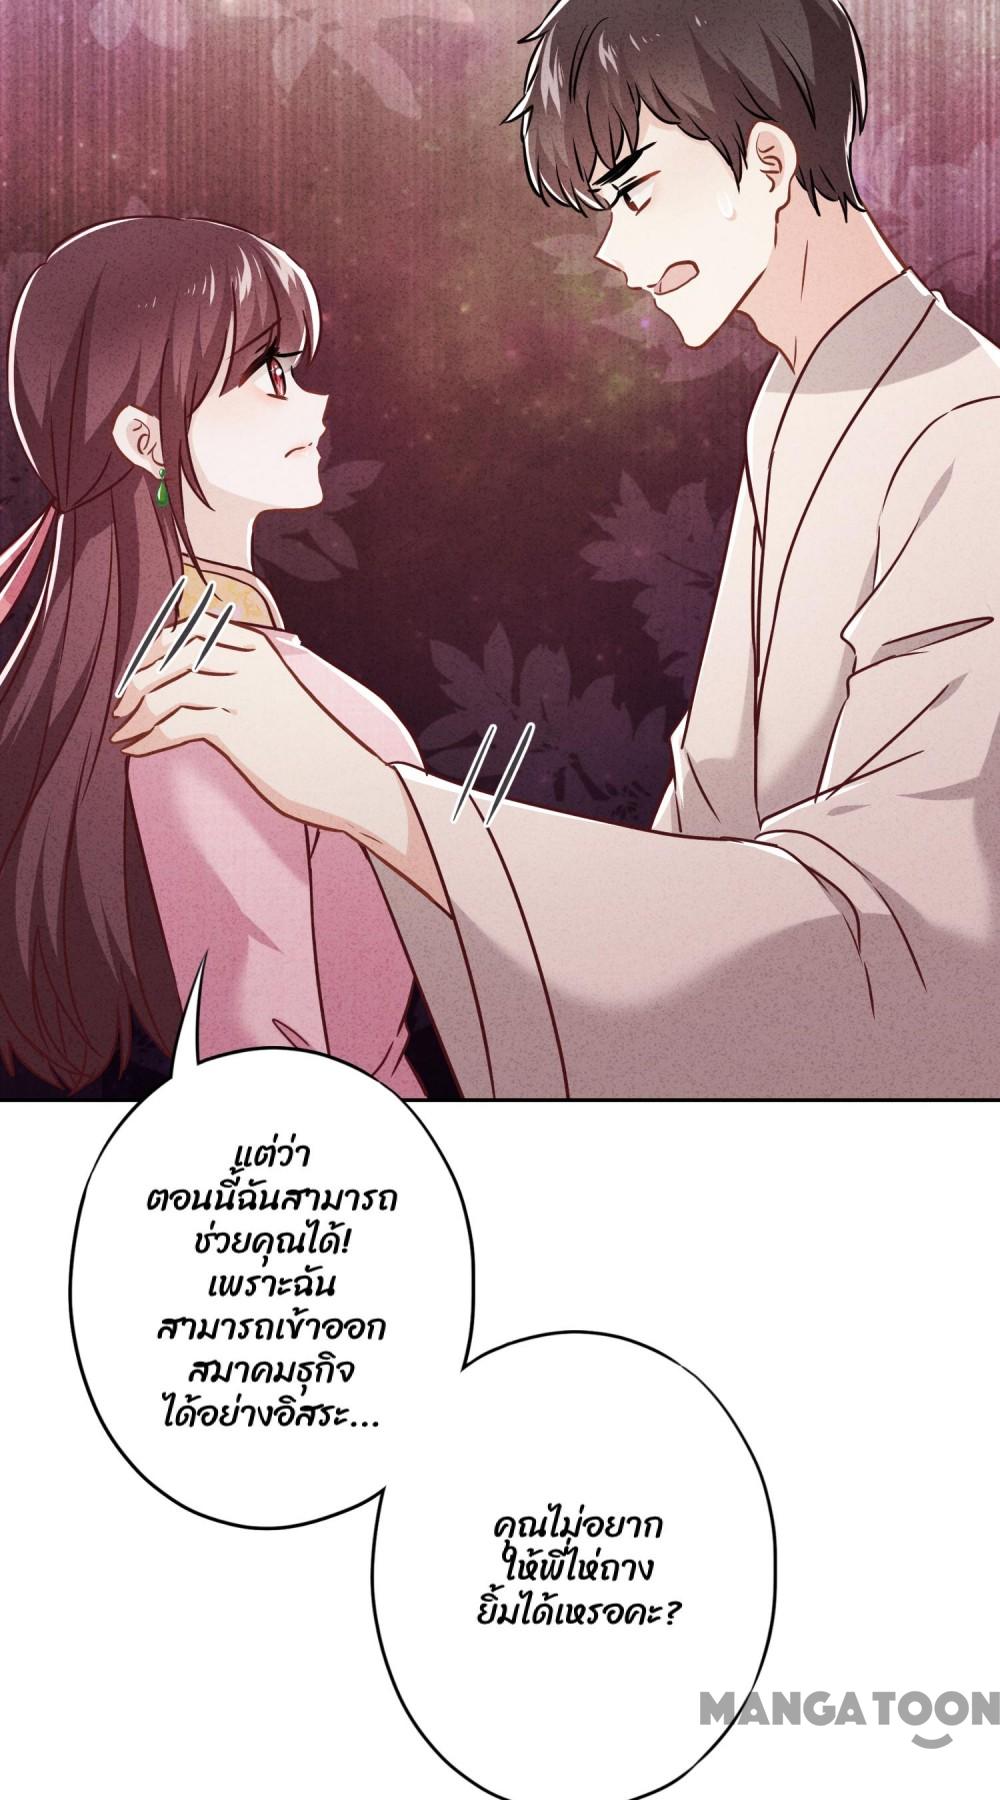 แต่ว่า
ตอนนี้ฉันสามารถ
ช่วยคุณได้!
เพราะฉัน
สามารถเข้าออก
สมาคมธุกิจ
ได้อย่างอิสระ...
คุณไม่อยาก
ให้พี่ไห่ถาง
ยิ้มได้เหรอคะ?
MANGATOON